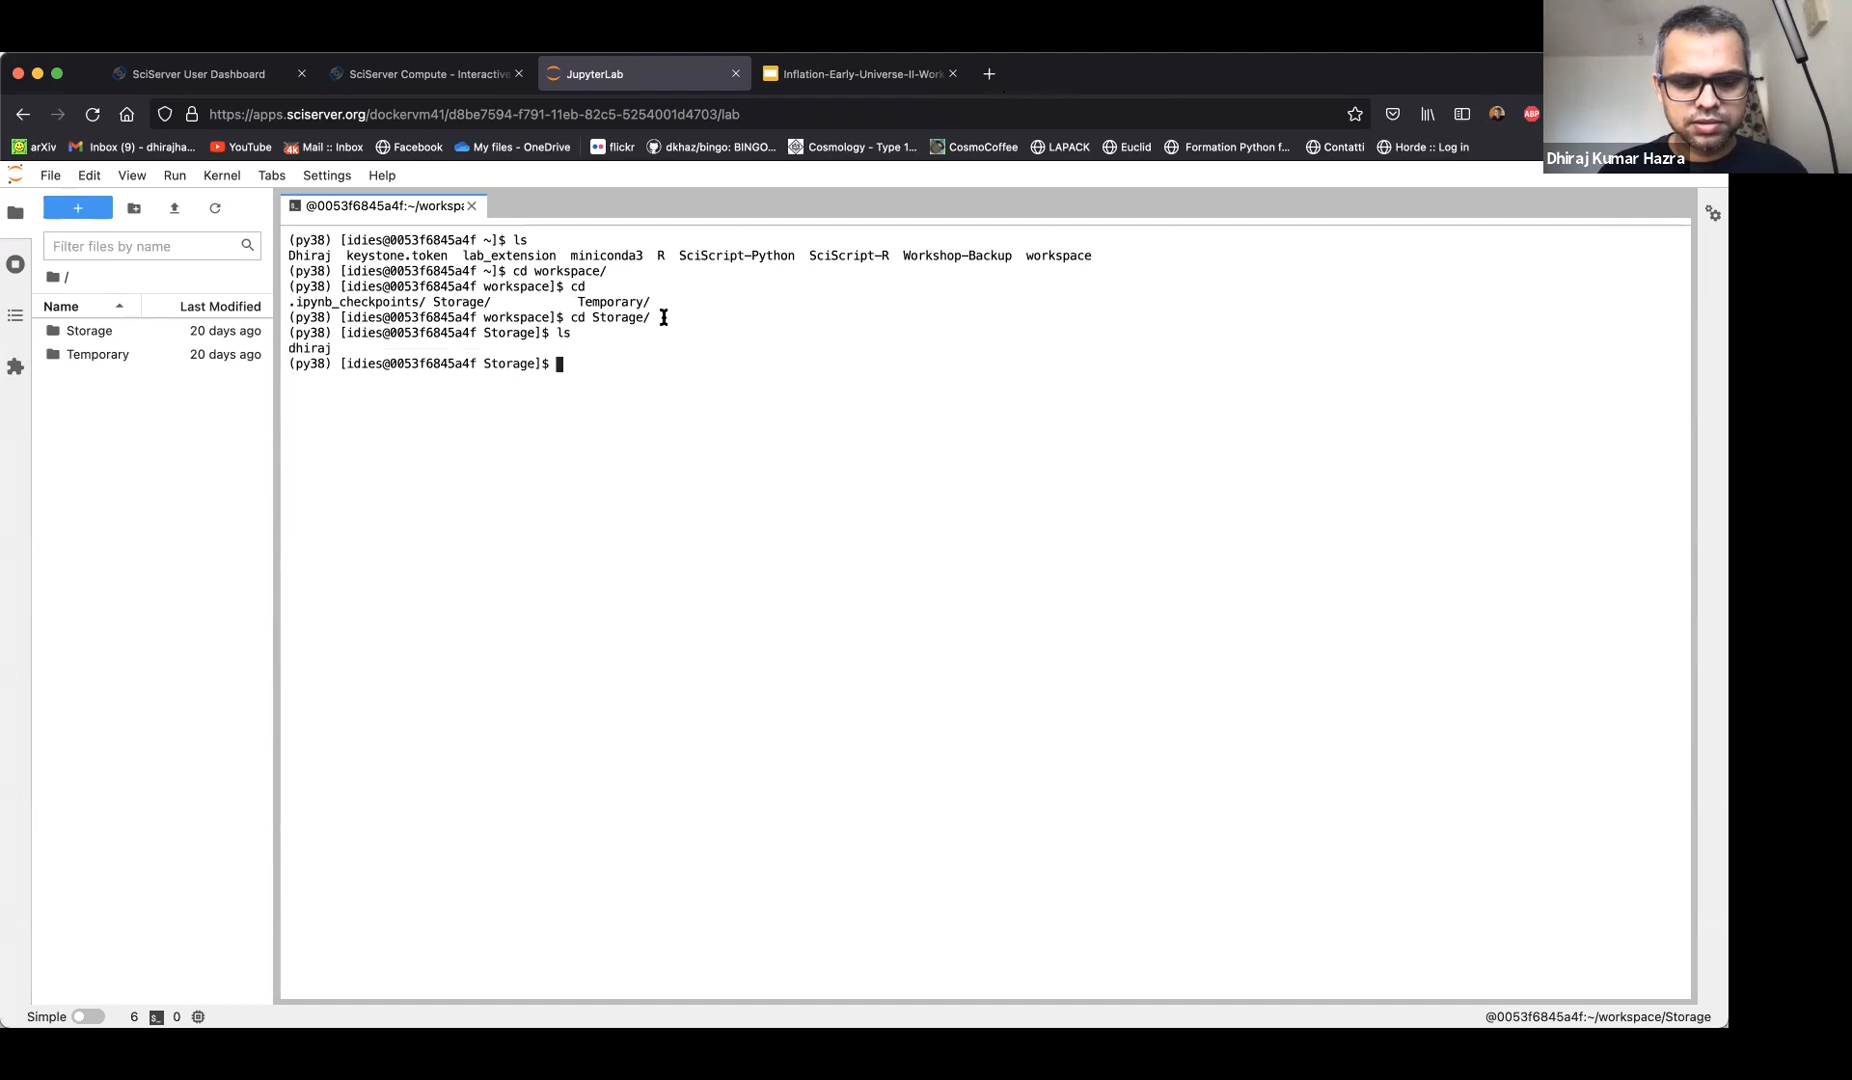 SciServer User Dashboard
SciServer Compute - Interactive
JupyterLab
Inflation-Early-Universe-II-Work
https://apps.sciserver.org/dockervm41/d8be7594-f791-11eb-82c5-5254001d4703/lab
ABP
arXiv
Inbox (9) - dhirajha...
YouTube
4K
Mail :: Inbox
Facebook
My files - OneDrive
flickr
dkhaz/bingo: BINGO...
Cosmology - Type 1...
CosmoCoffee
LAPACK
Euclid
Formation Python f...
Contatti
Horde :: Log in
Dhiraj Kumar Hazra
File Edit View Run Kernel Tabs Settings Help
+
Filter files by name
/
Name Last Modified
Storage 20 days ago
Temporary 20 days ago
@0053f6845a4f:~/workspa
(py38) [idies@0053f6845a4f ~]$ ls
Dhiraj keystone.token lab_extension miniconda3 R SciScript-Python SciScript-R Workshop-Backup workspace
(py38) [idies@0053f6845a4f ~]$ cd workspace/
(py38) [idies@0053f6845a4f workspace]$ cd
.ipynb_checkpoints/ Storage/ Temporary/
(py38) [idies@0053f6845a4f workspace]$ cd Storage/
(py38) [idies@0053f6845a4f Storage]$ ls
dhiraj
(py38) [idies@0053f6845a4f Storage]$
Simple 6 $_ 0
@0053f6845a4f:~/workspace/Storage